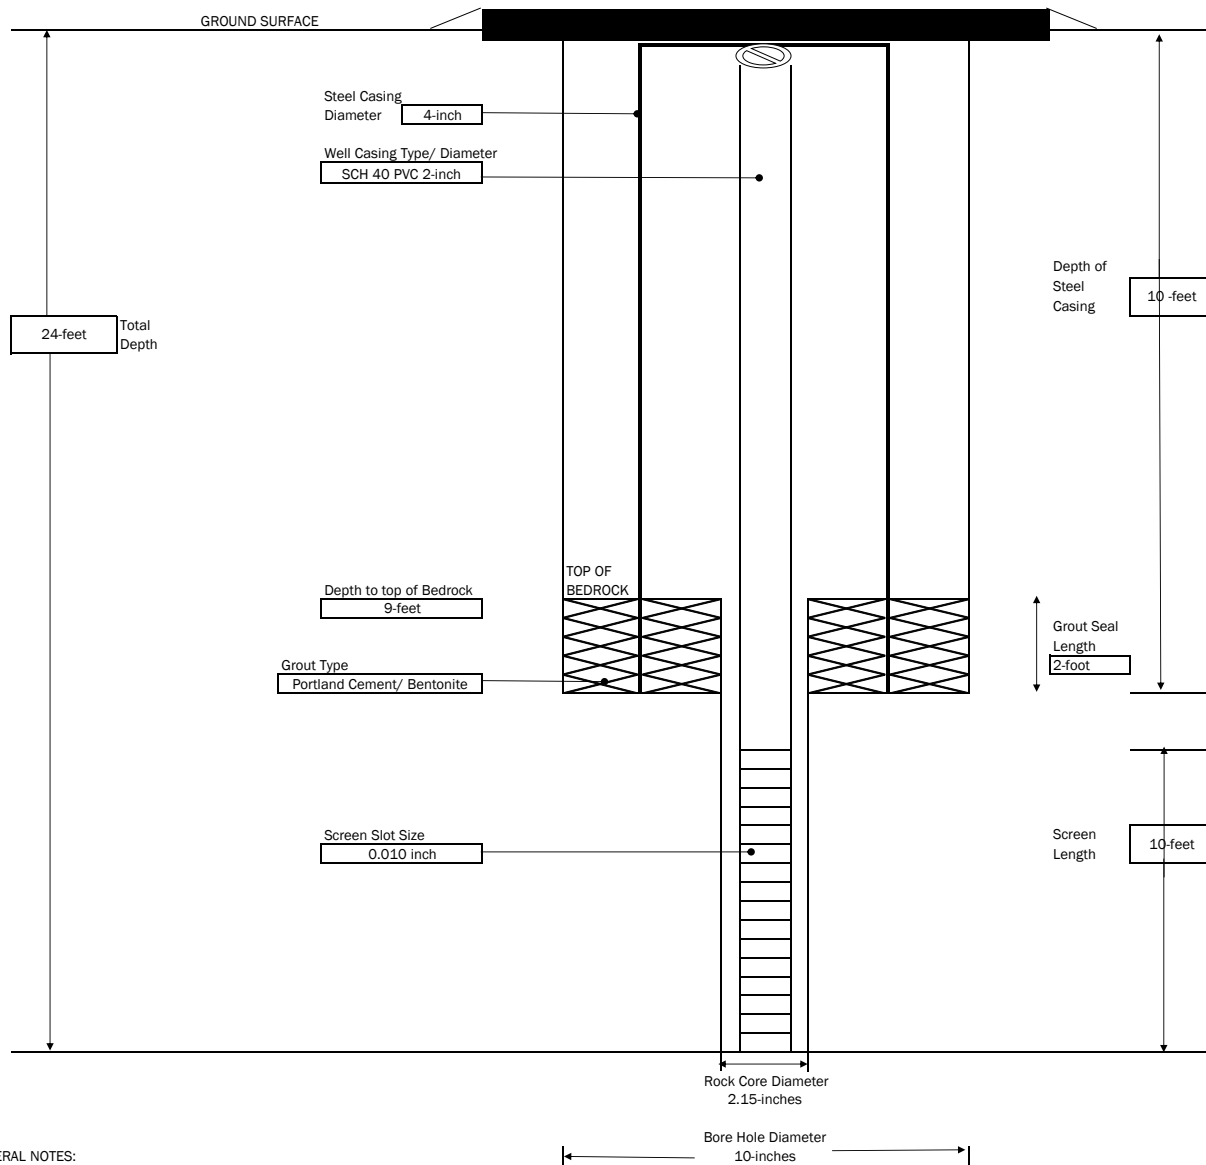 GROUND SURFACE
Steel Casing
Diameter
4-inch
Well Casing Type/ Diameter
SCH 40 PVC 2-inch
Depth of
Steel
Casing
10 -feet
24-feet
Total
Depth
TOP OF
BEDROCK
Depth to top of Bedrock
9-feet
Grout Seal
Length
2-foot
Grout Type
Portland Cement/ Bentonite
Screen Slot Size
0.010 inch
Screen
Length
10-feet
Rock Core Diameter
2.15-inches
Bore Hole Diameter
10-inches
ERAL NOTES: